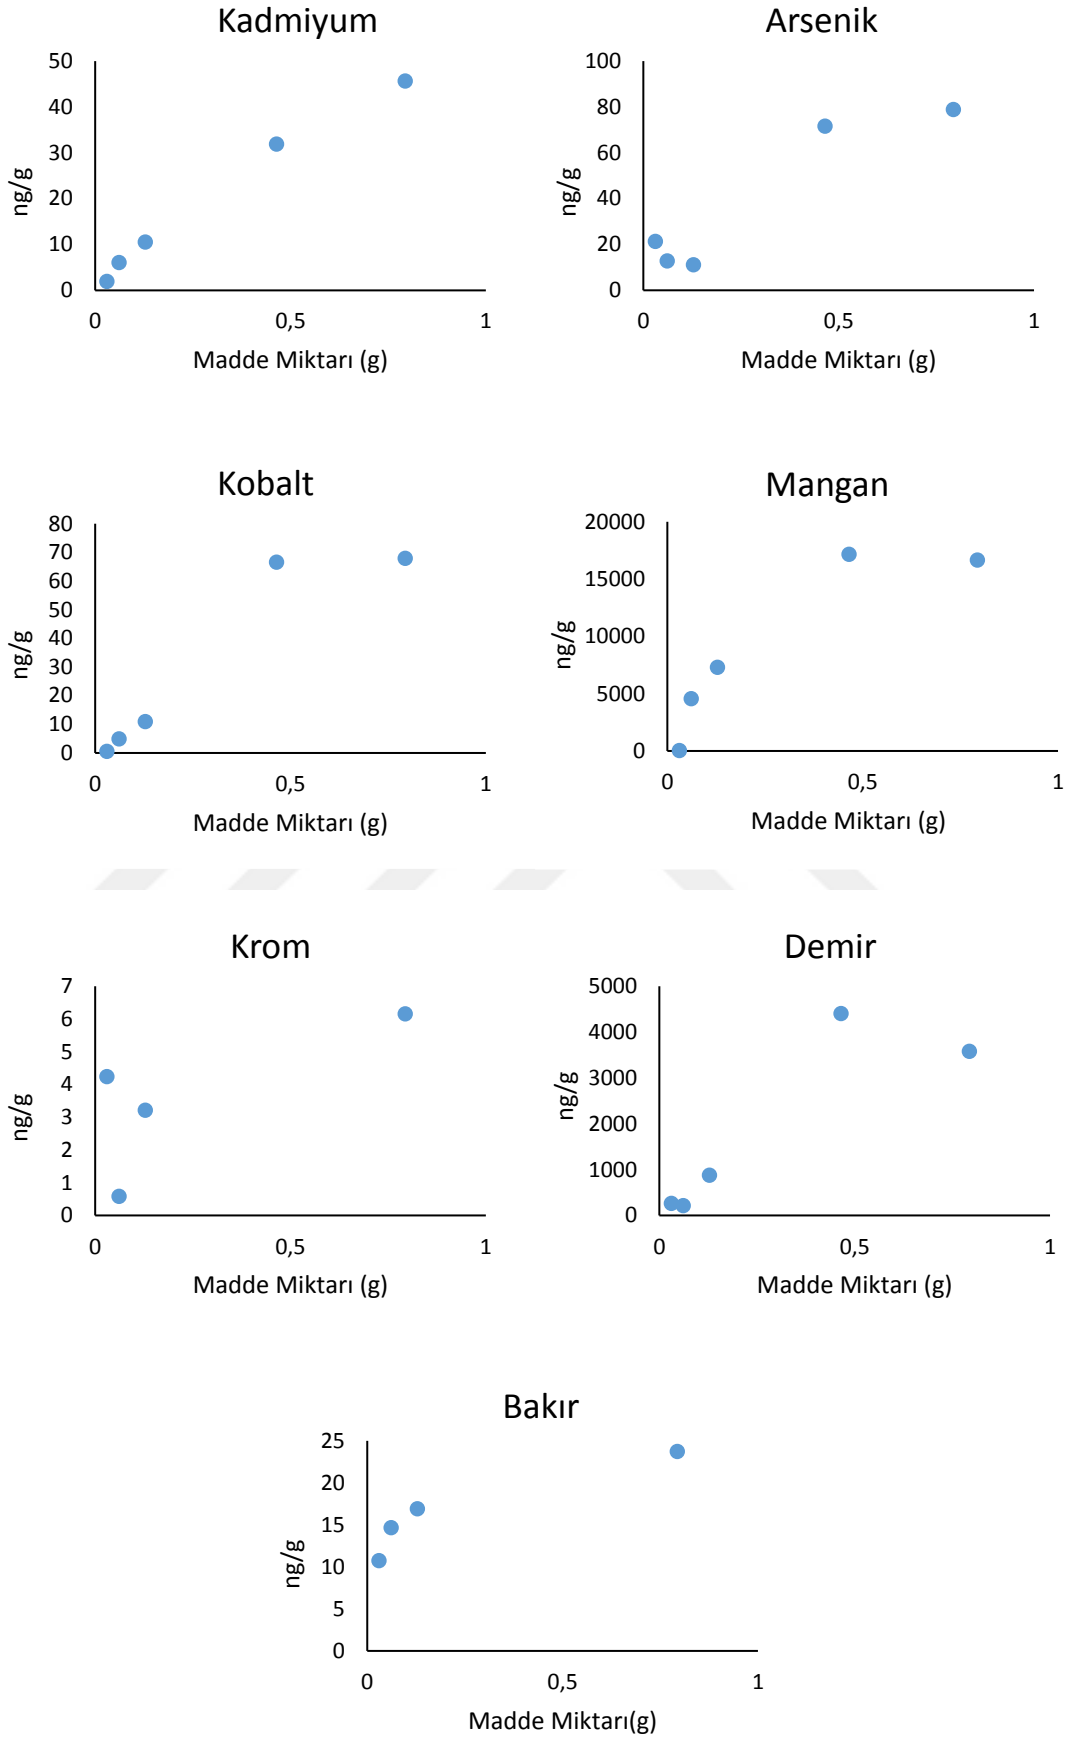 Kadmiyum
50
40
30
20
10
0
ng/g
0 0,5 1
Madde Miktarı (g)
Arsenik
100
80
60
40
20
0
ng/g
0 0,5 1
Madde Miktarı (g)
Kobalt
80
70
60
50
40
30
20
10
0
ng/g
0 0,5 1
Madde Miktarı (g)
Mangan
20000
15000
10000
5000
0
ng/g
0 0,5 1
Madde Miktarı (g)
Krom
7
6
5
4
3
2
1
0
ng/g
0 0,5 1
Madde Miktarı (g)
Demir
5000
4000
3000
2000
1000
0
ng/g
0 0,5 1
Madde Miktarı (g)
Bakır
25
20
15
10
5
0
ng/g
0 0,5 1
Madde Miktarı(g)